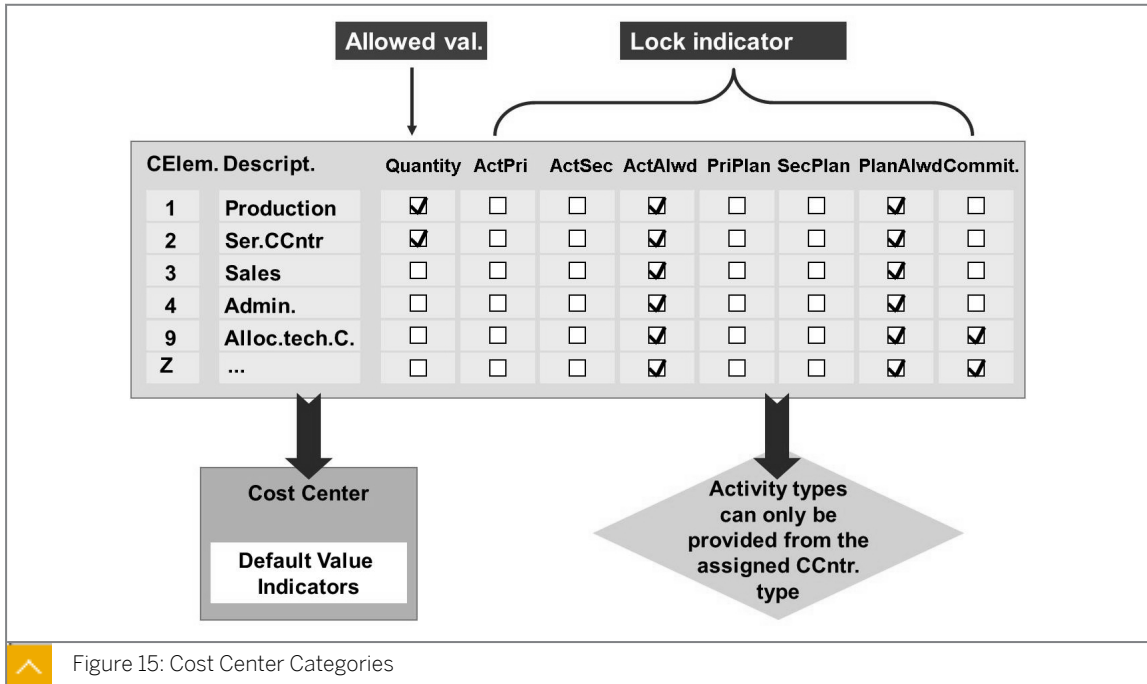 Allowed val.
Lock indicator
CElem. Descript. Quantity ActPri ActSec ActAlwd PriPlan SecPlan PlanAlwdCommit.
1 Production
2 Ser.CCntr
3 Sales
4 Admin.
9 Alloc.tech.C.
Z ...
Cost Center
Default Value
Indicators
Activity types
can only be
provided from the
assigned CCntr.
type
Figure 15: Cost Center Categories